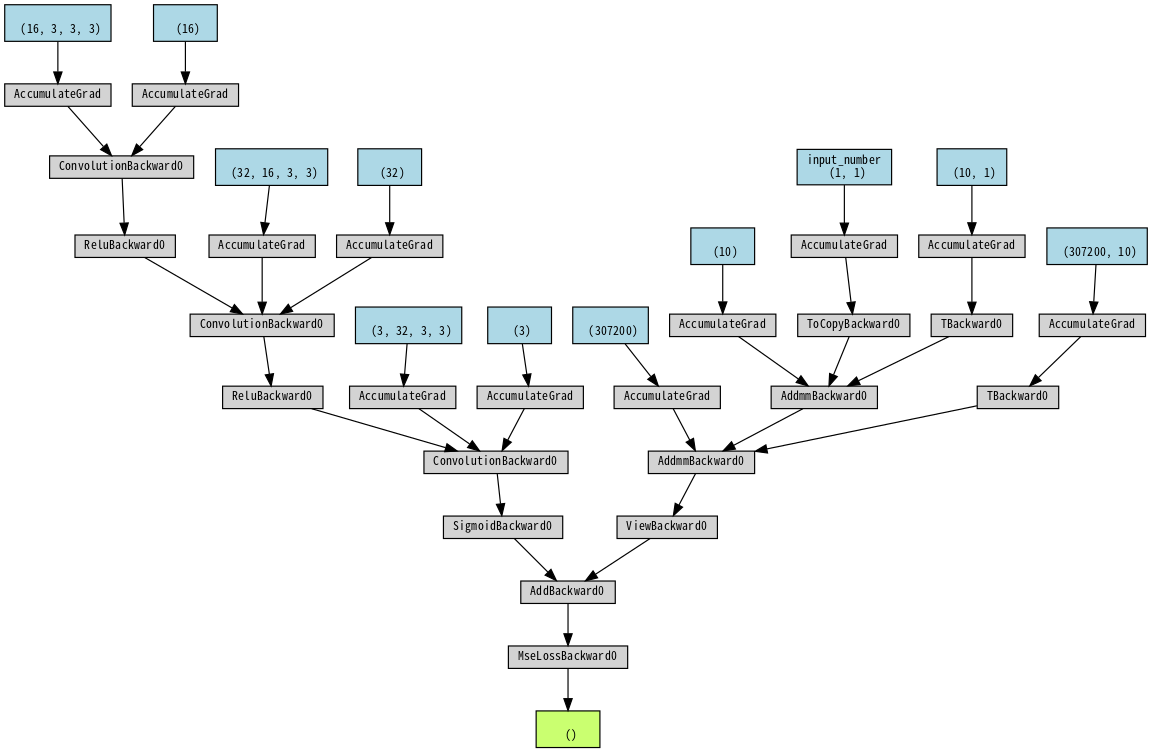 (16, 3, 3, 3)
(16)
AccumulateGrad
AccumulateGrad
ConvolutionBackward0
(32, 16, 3, 3)
(32)
input_number
(1, 1)
(10, 1)
ReluBackward0
AccumulateGrad
AccumulateGrad
(10)
AccumulateGrad
AccumulateGrad
(307200, 10)
ConvolutionBackward0
(3, 32, 3, 3)
(3)
(307200)
AccumulateGrad
ToCopyBackward0
TBackward0
AccumulateGrad
ReluBackward0
AccumulateGrad
AccumulateGrad
AccumulateGrad
AddmmBackward0
TBackward0
ConvolutionBackward0
AddmmBackward0
SigmoidBackward0
ViewBackward0
AddBackward0
MseLossBackward0
()